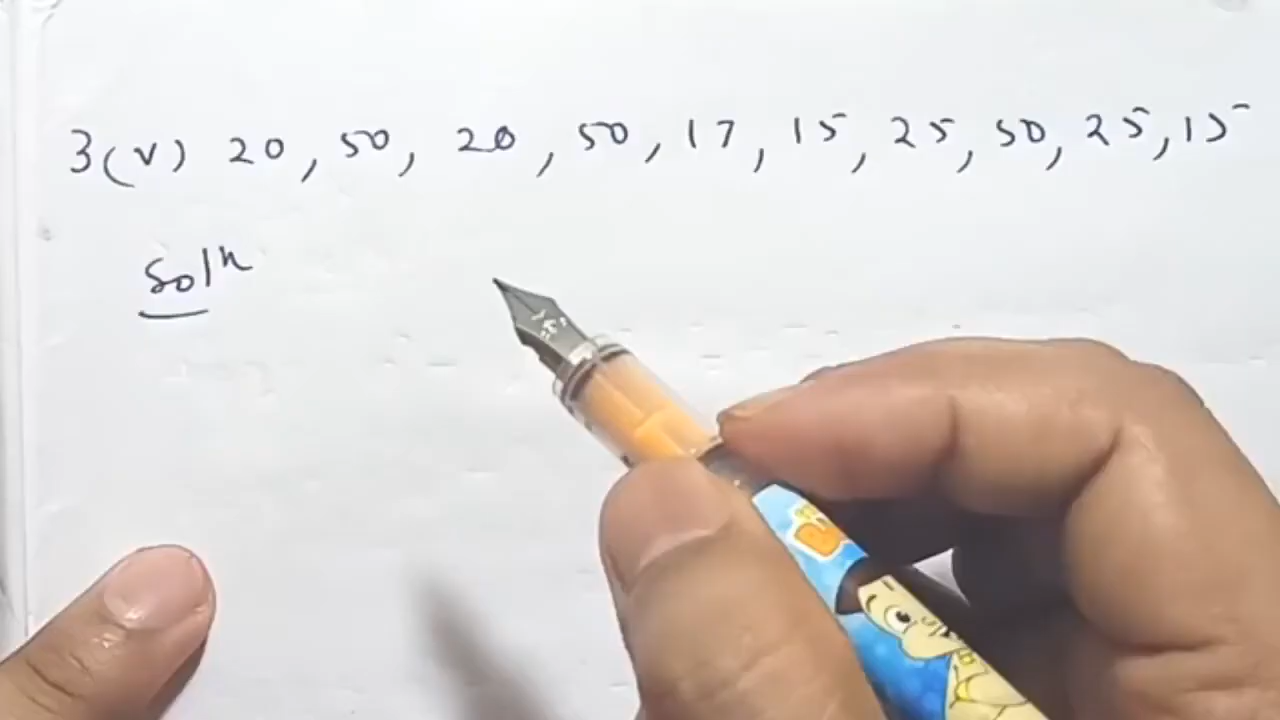 3(v) 20, 50, 20, 50, 17, 15, 25, 50, 25, 15
Soln